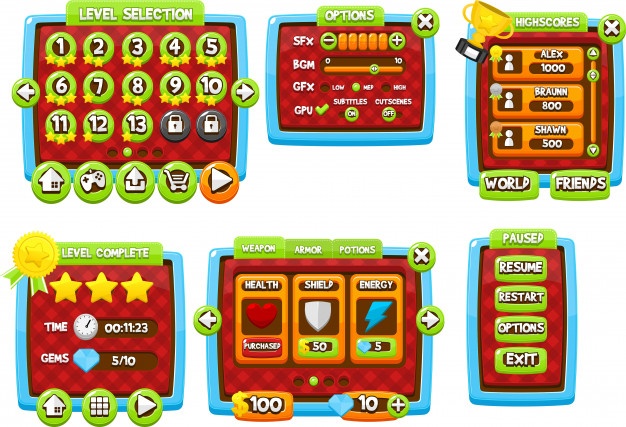 LEVEL SELECTION
1 2 3 4 5
6 7 8 9 10
11 12 13
OPTIONS
SFX
BGM 0 10
GFX LOW MED HIGH
GPU SUBTITLES CUTSCENES
ON OFF
HIGHSCORES
ALEX
1000
BRAUNN
800
SHAWN
500
WORLD FRIENDS
LEVEL COMPLETE
TIME 00:11:23
GEMS 5/10
WEAPON ARMOR POTIONS
HEALTH SHIELD ENERGY
PURCHASED $ 50 5
$ 100 10
PAUSED
RESUME
RESTART
OPTIONS
EXIT